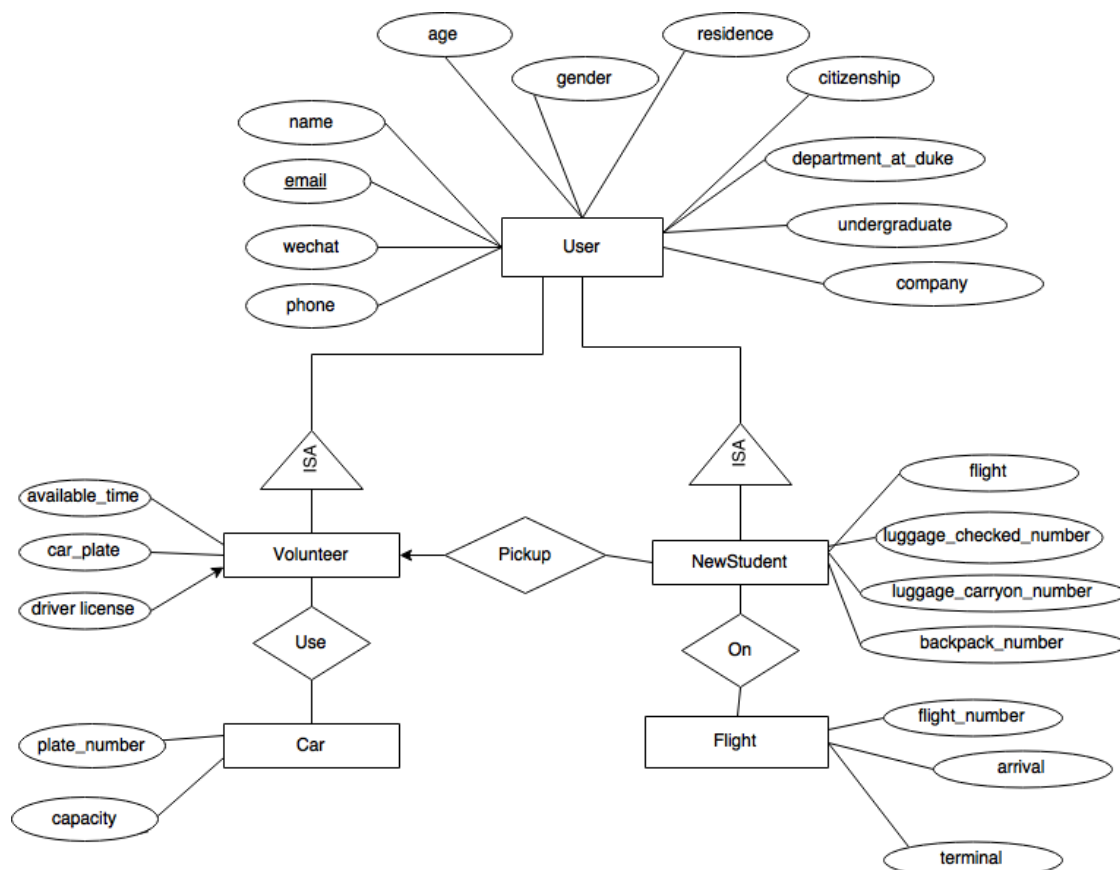 age
residence
gender
citizenship
name
department_at_duke
email
undergraduate
wechat
User
company
phone
ISA
ISA
flight
available_time
luggage_checked_number
car_plate
Volunteer
Pickup
NewStudent
luggage_carryon_number
driver license
Use
On
backpack_number
flight_number
plate_number
Car
Flight
arrival
capacity
terminal